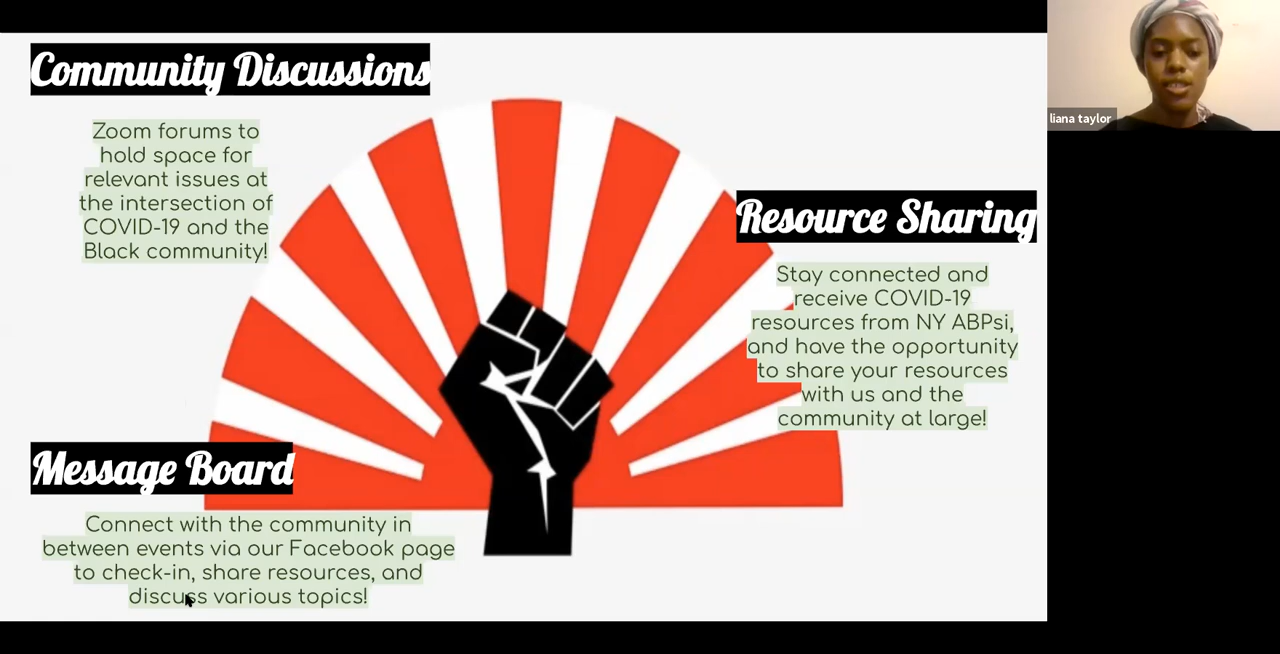 Community Discussions
Zoom forums to
hold space for
relevant issues at
the intersection of
COVID-19 and the
Black community!
Resource Sharing
Stay connected and
receive COVID-19
resources from NY ABPsi,
and have the opportunity
to share your resources
with us and the
community at large!
Message Board
Connect with the community in
between events via our Facebook page
to check-in, share resources, and
discuss various topics!
liana taylor